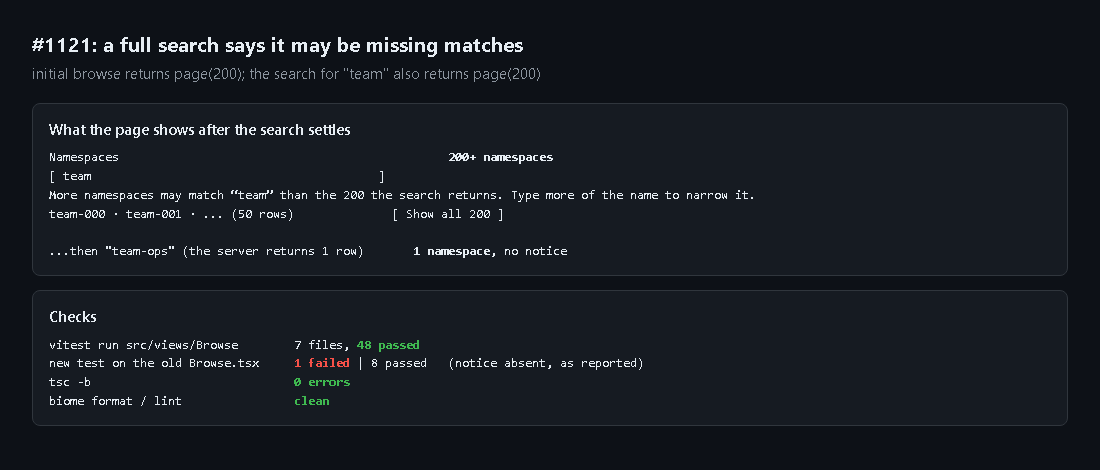 #1121: a full search says it may be missing matches
initial browse returns page(200); the search for "team" also returns page(200)
What the page shows after the search settles
Namespaces 200+ namespaces
[ team ]
More namespaces may match “team” than the 200 the search returns. Type more of the name to narrow it.
team-000 · team-001 · ... (50 rows) [ Show all 200 ]
...then "team-ops" (the server returns 1 row) 1 namespace, no notice
Checks
vitest run src/views/Browse 7 files, 48 passed
new test on the old Browse.tsx 1 failed | 8 passed (notice absent, as reported)
tsc -b 0 errors
biome format / lint clean